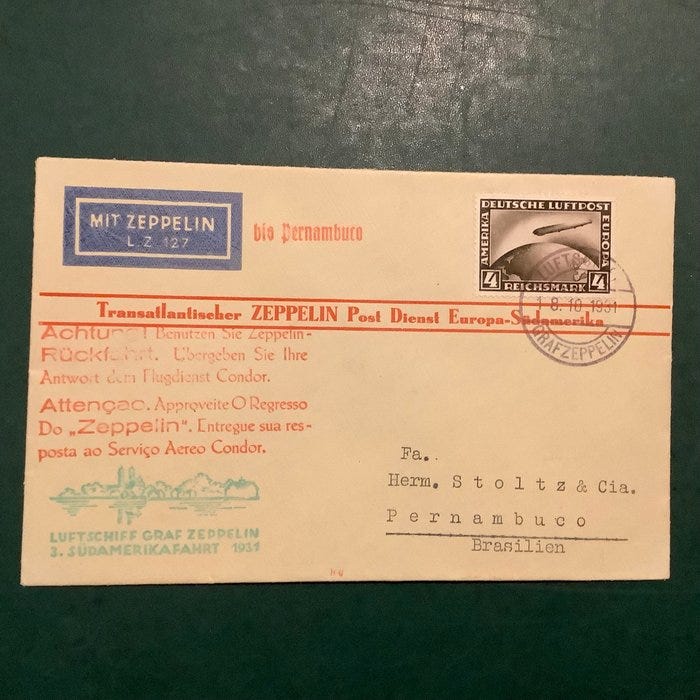 MIT ZEPPELIN
L.Z. 127
bis Pernambuco
DEUTSCHE LUFTPOST
AMERIKA
EUROPA
4
4
REICHSMARK
LUFTSCHIFF
18.10.1931
GRAF ZEPPELIN
Transatlantischer ZEPPELIN Post Dienst Europa-Südamerika
Achtung! Benutzen Sie Zeppelin-
Rückfahrt. Übergeben Sie Ihre
Antwort dem Flugdienst Condor.
Attençao. Approveite O Regresso
Do „Zeppelin". Entregue sua res-
posta ao Serviço Aereo Condor.
LUFTSCHIFF GRAF ZEPPELIN
3. SÜDAMERIKAFAHRT 1931
Fa.
Herm. Stoltz & Cia.
Pernambuco
Brasilien